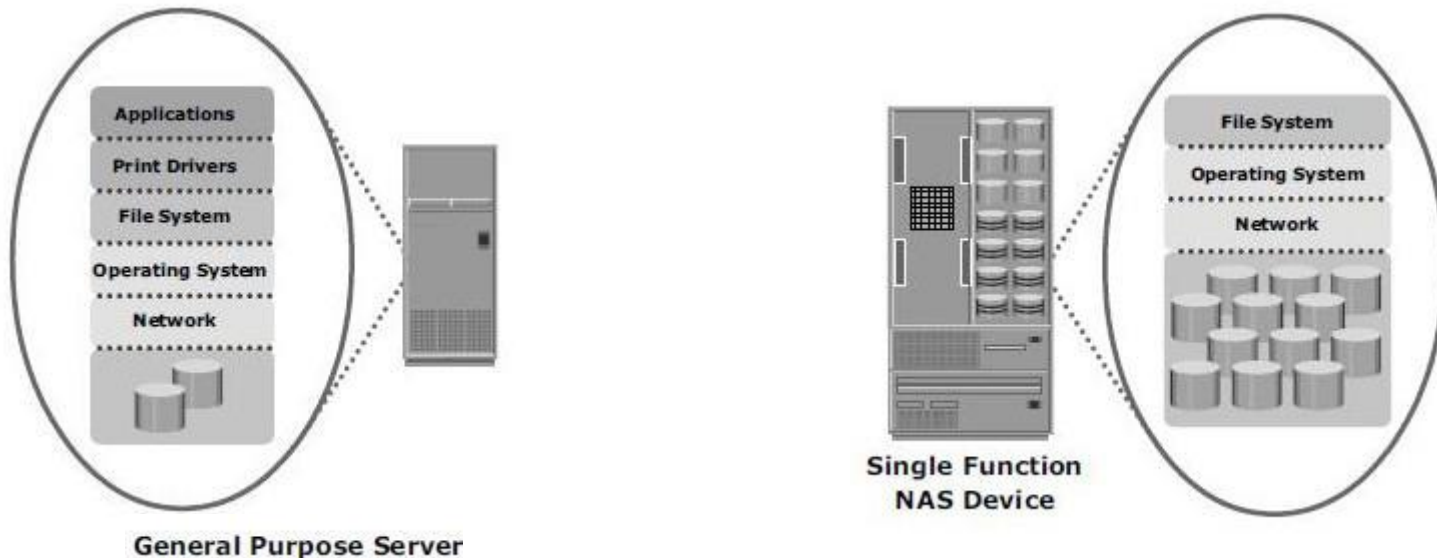 Applications
Print Drivers
File System
Operating System
Network
General Purpose Server
Single Function
NAS Device
File System
Operating System
Network